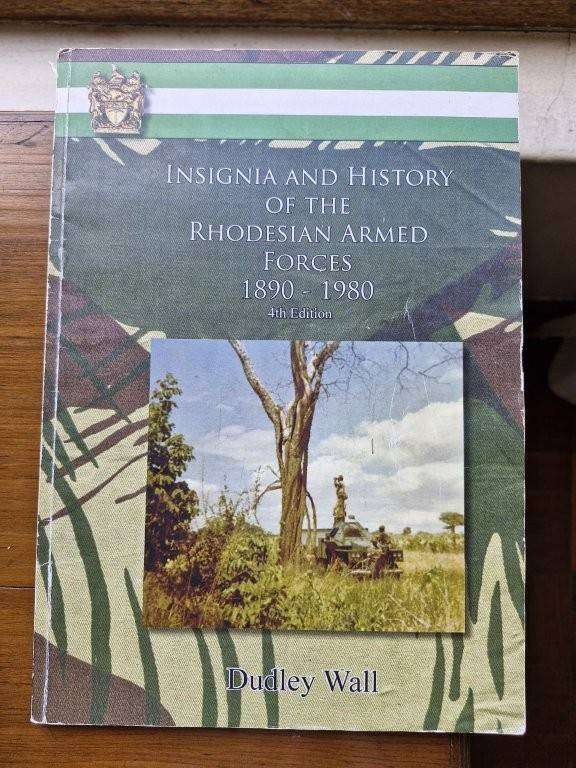 INSIGNIA AND HISTORY
OF THE
RHODESIAN ARMED
FORCES
1890 - 1980
4th Edition
Dudley Wall